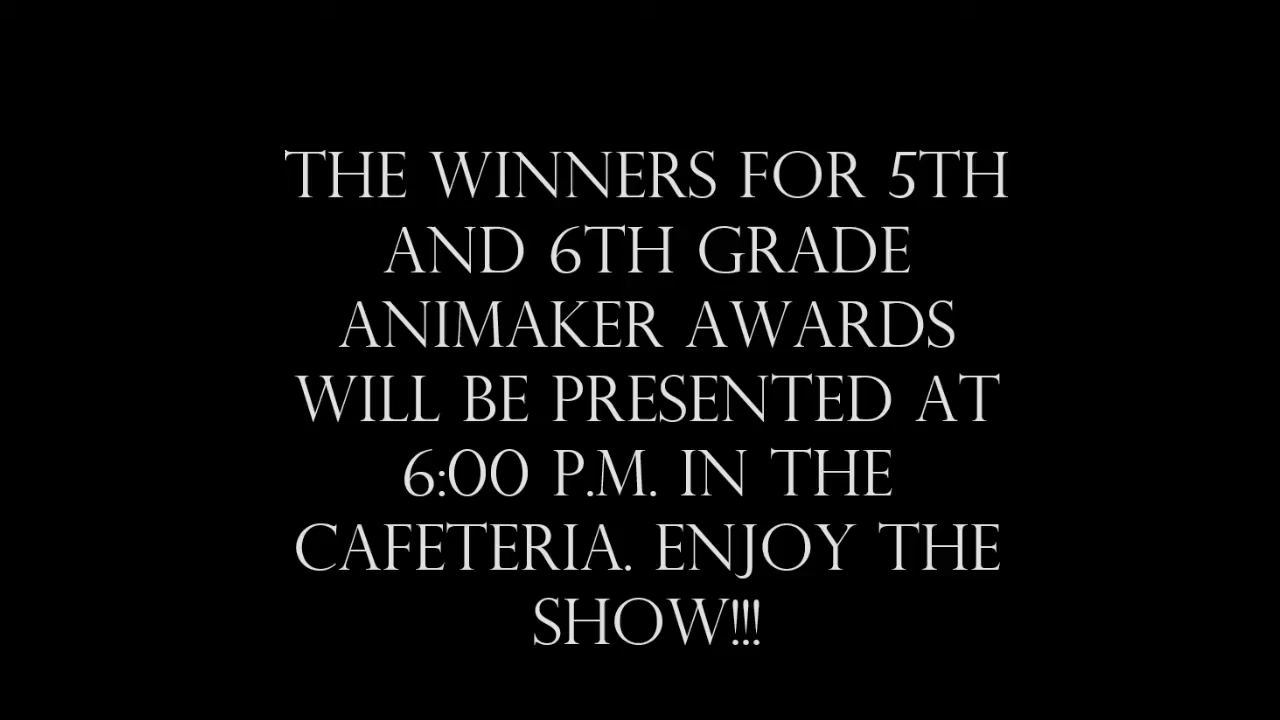 THE WINNERS FOR 5TH
AND 6TH GRADE
ANIMAKER AWARDS
WILL BE PRESENTED AT
6:00 P.M. IN THE
CAFETERIA. ENJOY THE
SHOW!!!